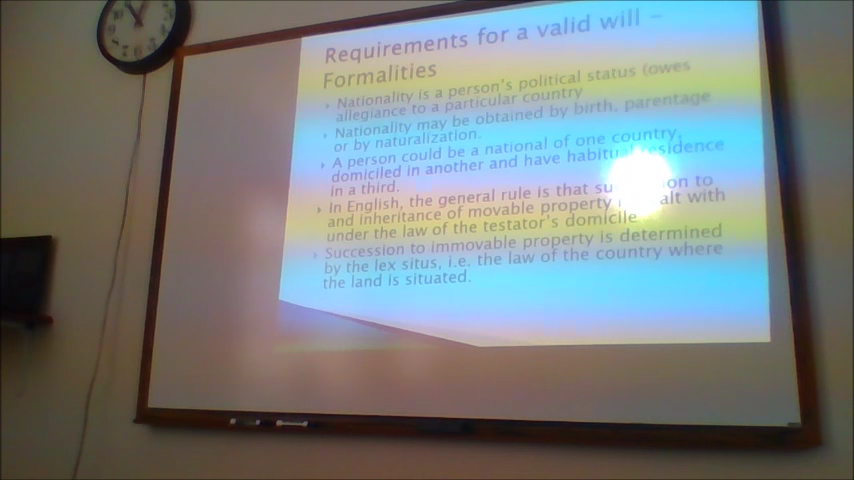 Requirements for a valid will –
Formalities
Nationality is a person's political status (owes
allegiance to a particular country
Nationality may be obtained by birth, parentage
or by naturalization.
A person could be a national of one country,
domiciled in another and have habitual residence
in a third.
In English, the general rule is that to
and inheritance of movable property with
under the law of the testator's domicile
Succession to immovable property is determined
by the lex situs, i.e. the law of the country where
the land is situated.